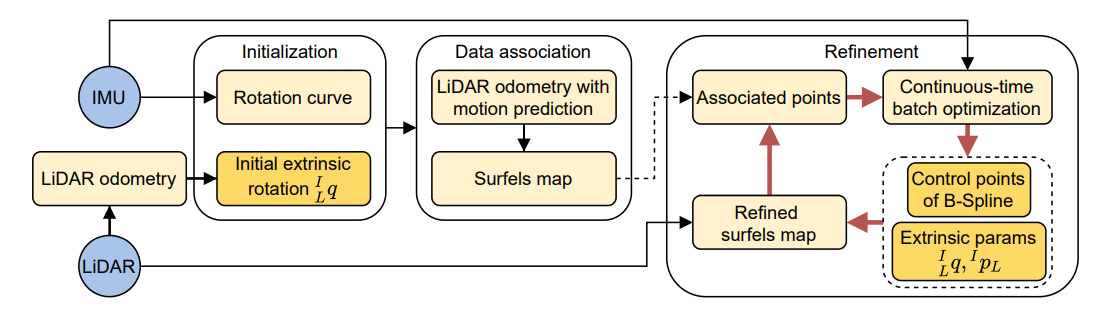 Initialization
Data association
Refinement
IMU
Rotation curve
LiDAR odometry with
motion prediction
Associated points
Continuous-time
batch optimization
LiDAR odometry
Initial extrinsic
rotation $^{I}_{L}q$
Surfels map
Control points
of B-Spline
Refined
surfels map
Extrinsic params
$^{I}_{L}q, {}^{I}p_{L}$
LiDAR